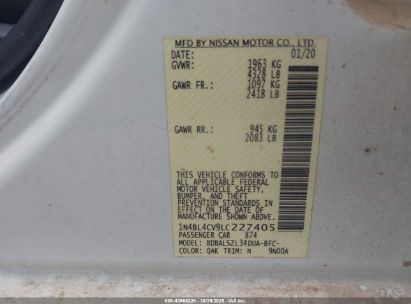 MFD BY NISSAN MOTOR CO., LTD.
DATE: 01/20
GVWR: 1963 KG
4328 LB
GAWR FR.: 1097 KG
2418 LB
GAWR RR.: 945 KG
2083 LB
THIS VEHICLE CONFORMS TO
ALL APPLICABLE FEDERAL
MOTOR VEHICLE SAFETY,
BUMPER, AND THEFT
PREVENTION STANDARDS IN
EFFECT ON THE DATE OF
MANUFACTURE SHOWN ABOVE.
1N4BL4CV9LC227405
PASSENGER CAR 874
MODEL: BDBALSZL34DUA-BFC-
COLOR: QAK TRIM: N 9N00A